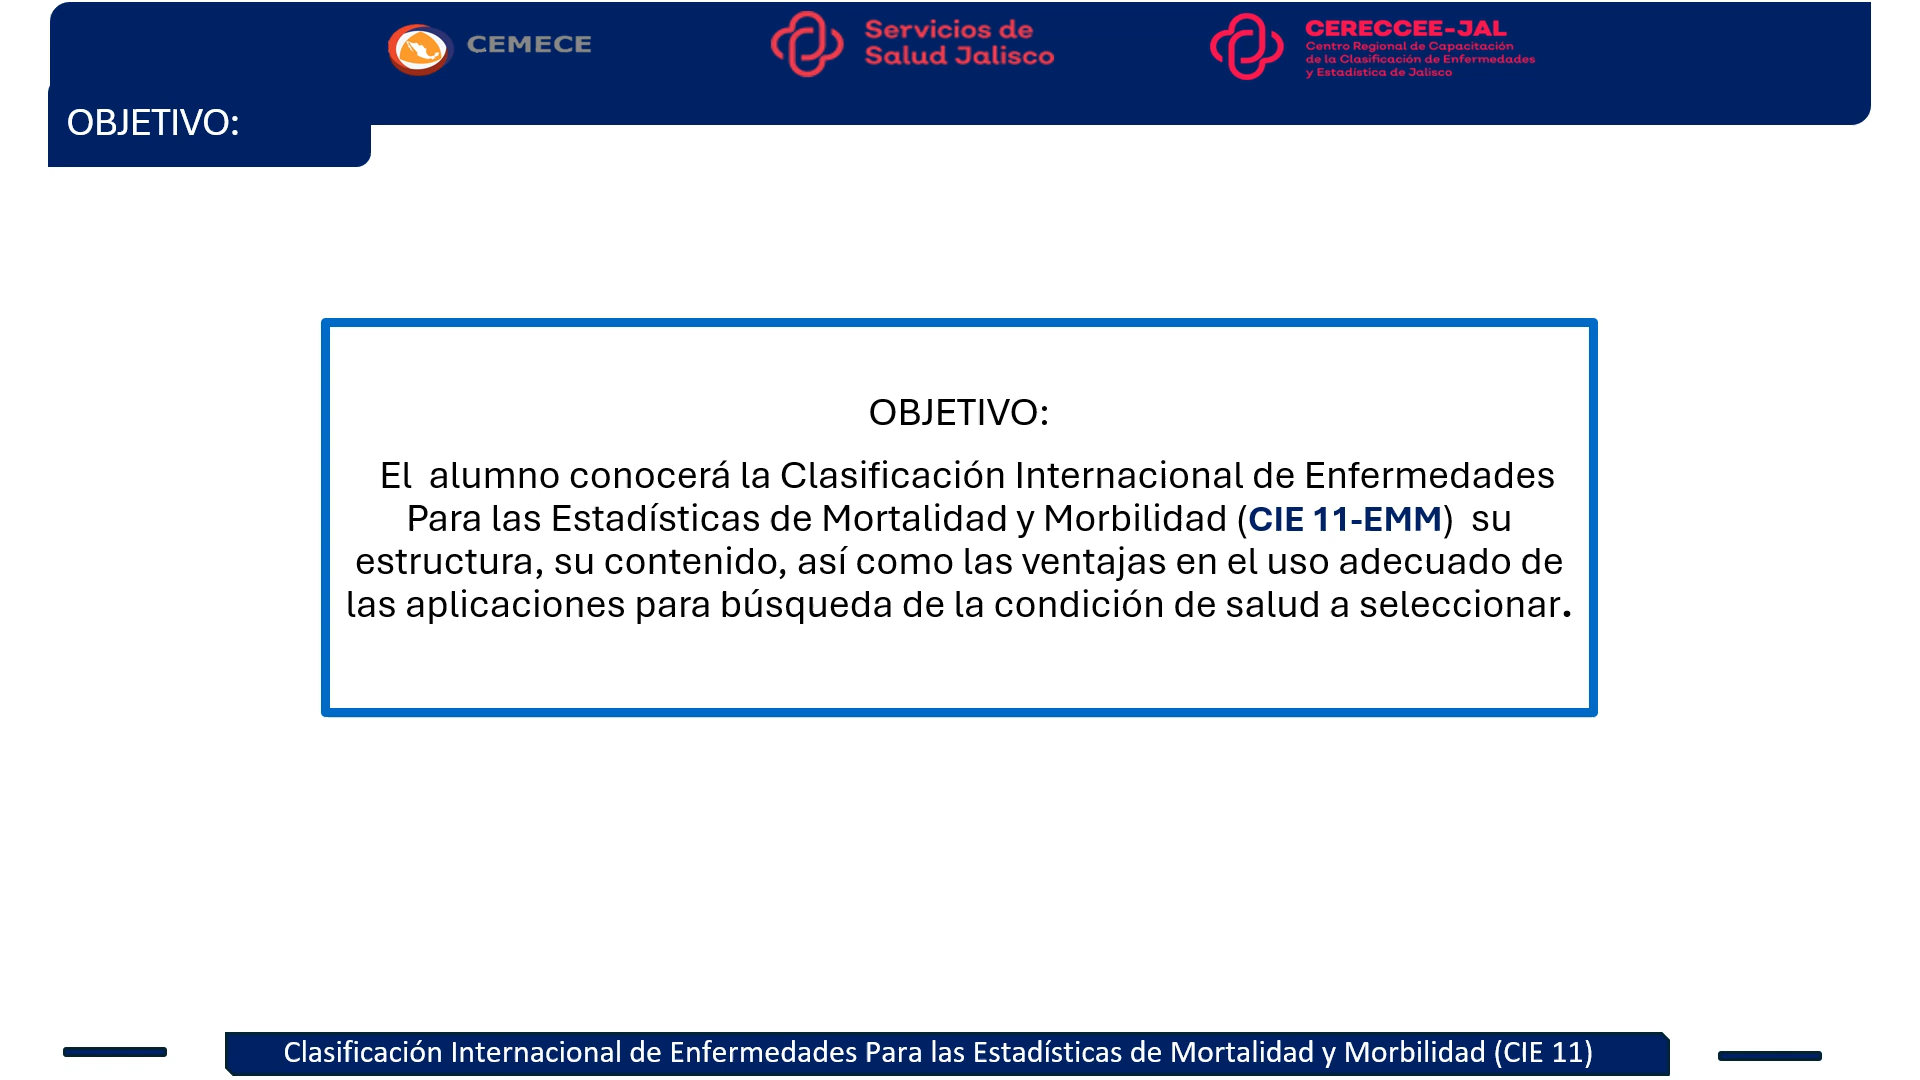 CEMECE
Servicios de
Salud Jalisco
CERECCEE-JAL
Centro Regional de Capacitación
de la Clasificación de Enfermedades
y Estadística de Jalisco
OBJETIVO:
OBJETIVO:
El  alumno conocerá la Clasificación Internacional de Enfermedades
Para las Estadísticas de Mortalidad y Morbilidad (CIE 11-EMM)  su
estructura, su contenido, así como las ventajas en el uso adecuado de
las aplicaciones para búsqueda de la condición de salud a seleccionar.
Clasificación Internacional de Enfermedades Para las Estadísticas de Mortalidad y Morbilidad (CIE 11)